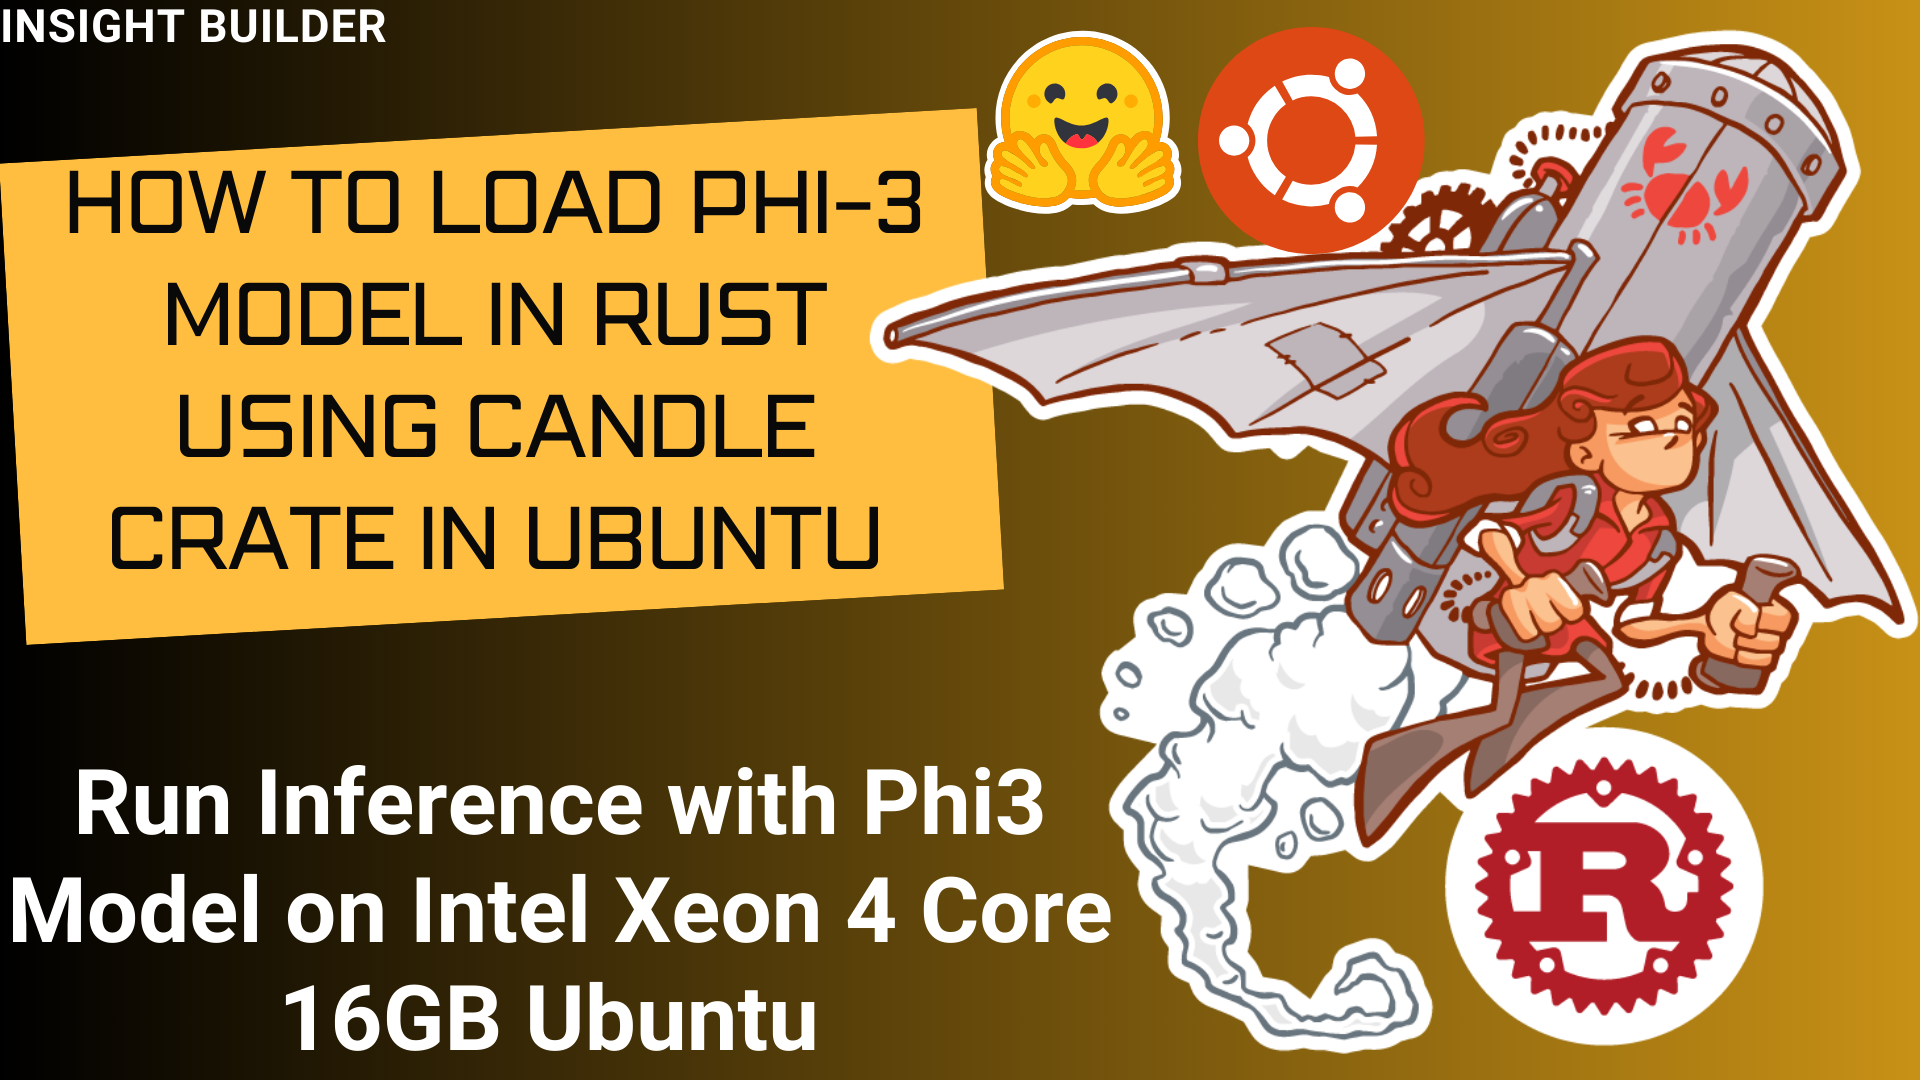 INSIGHT BUILDER
HOW TO LOAD PHI-3
MODEL IN RUST
USING CANDLE
CRATE IN UBUNTU
Run Inference with Phi3
Model on Intel Xeon 4 Core
16GB Ubuntu
R